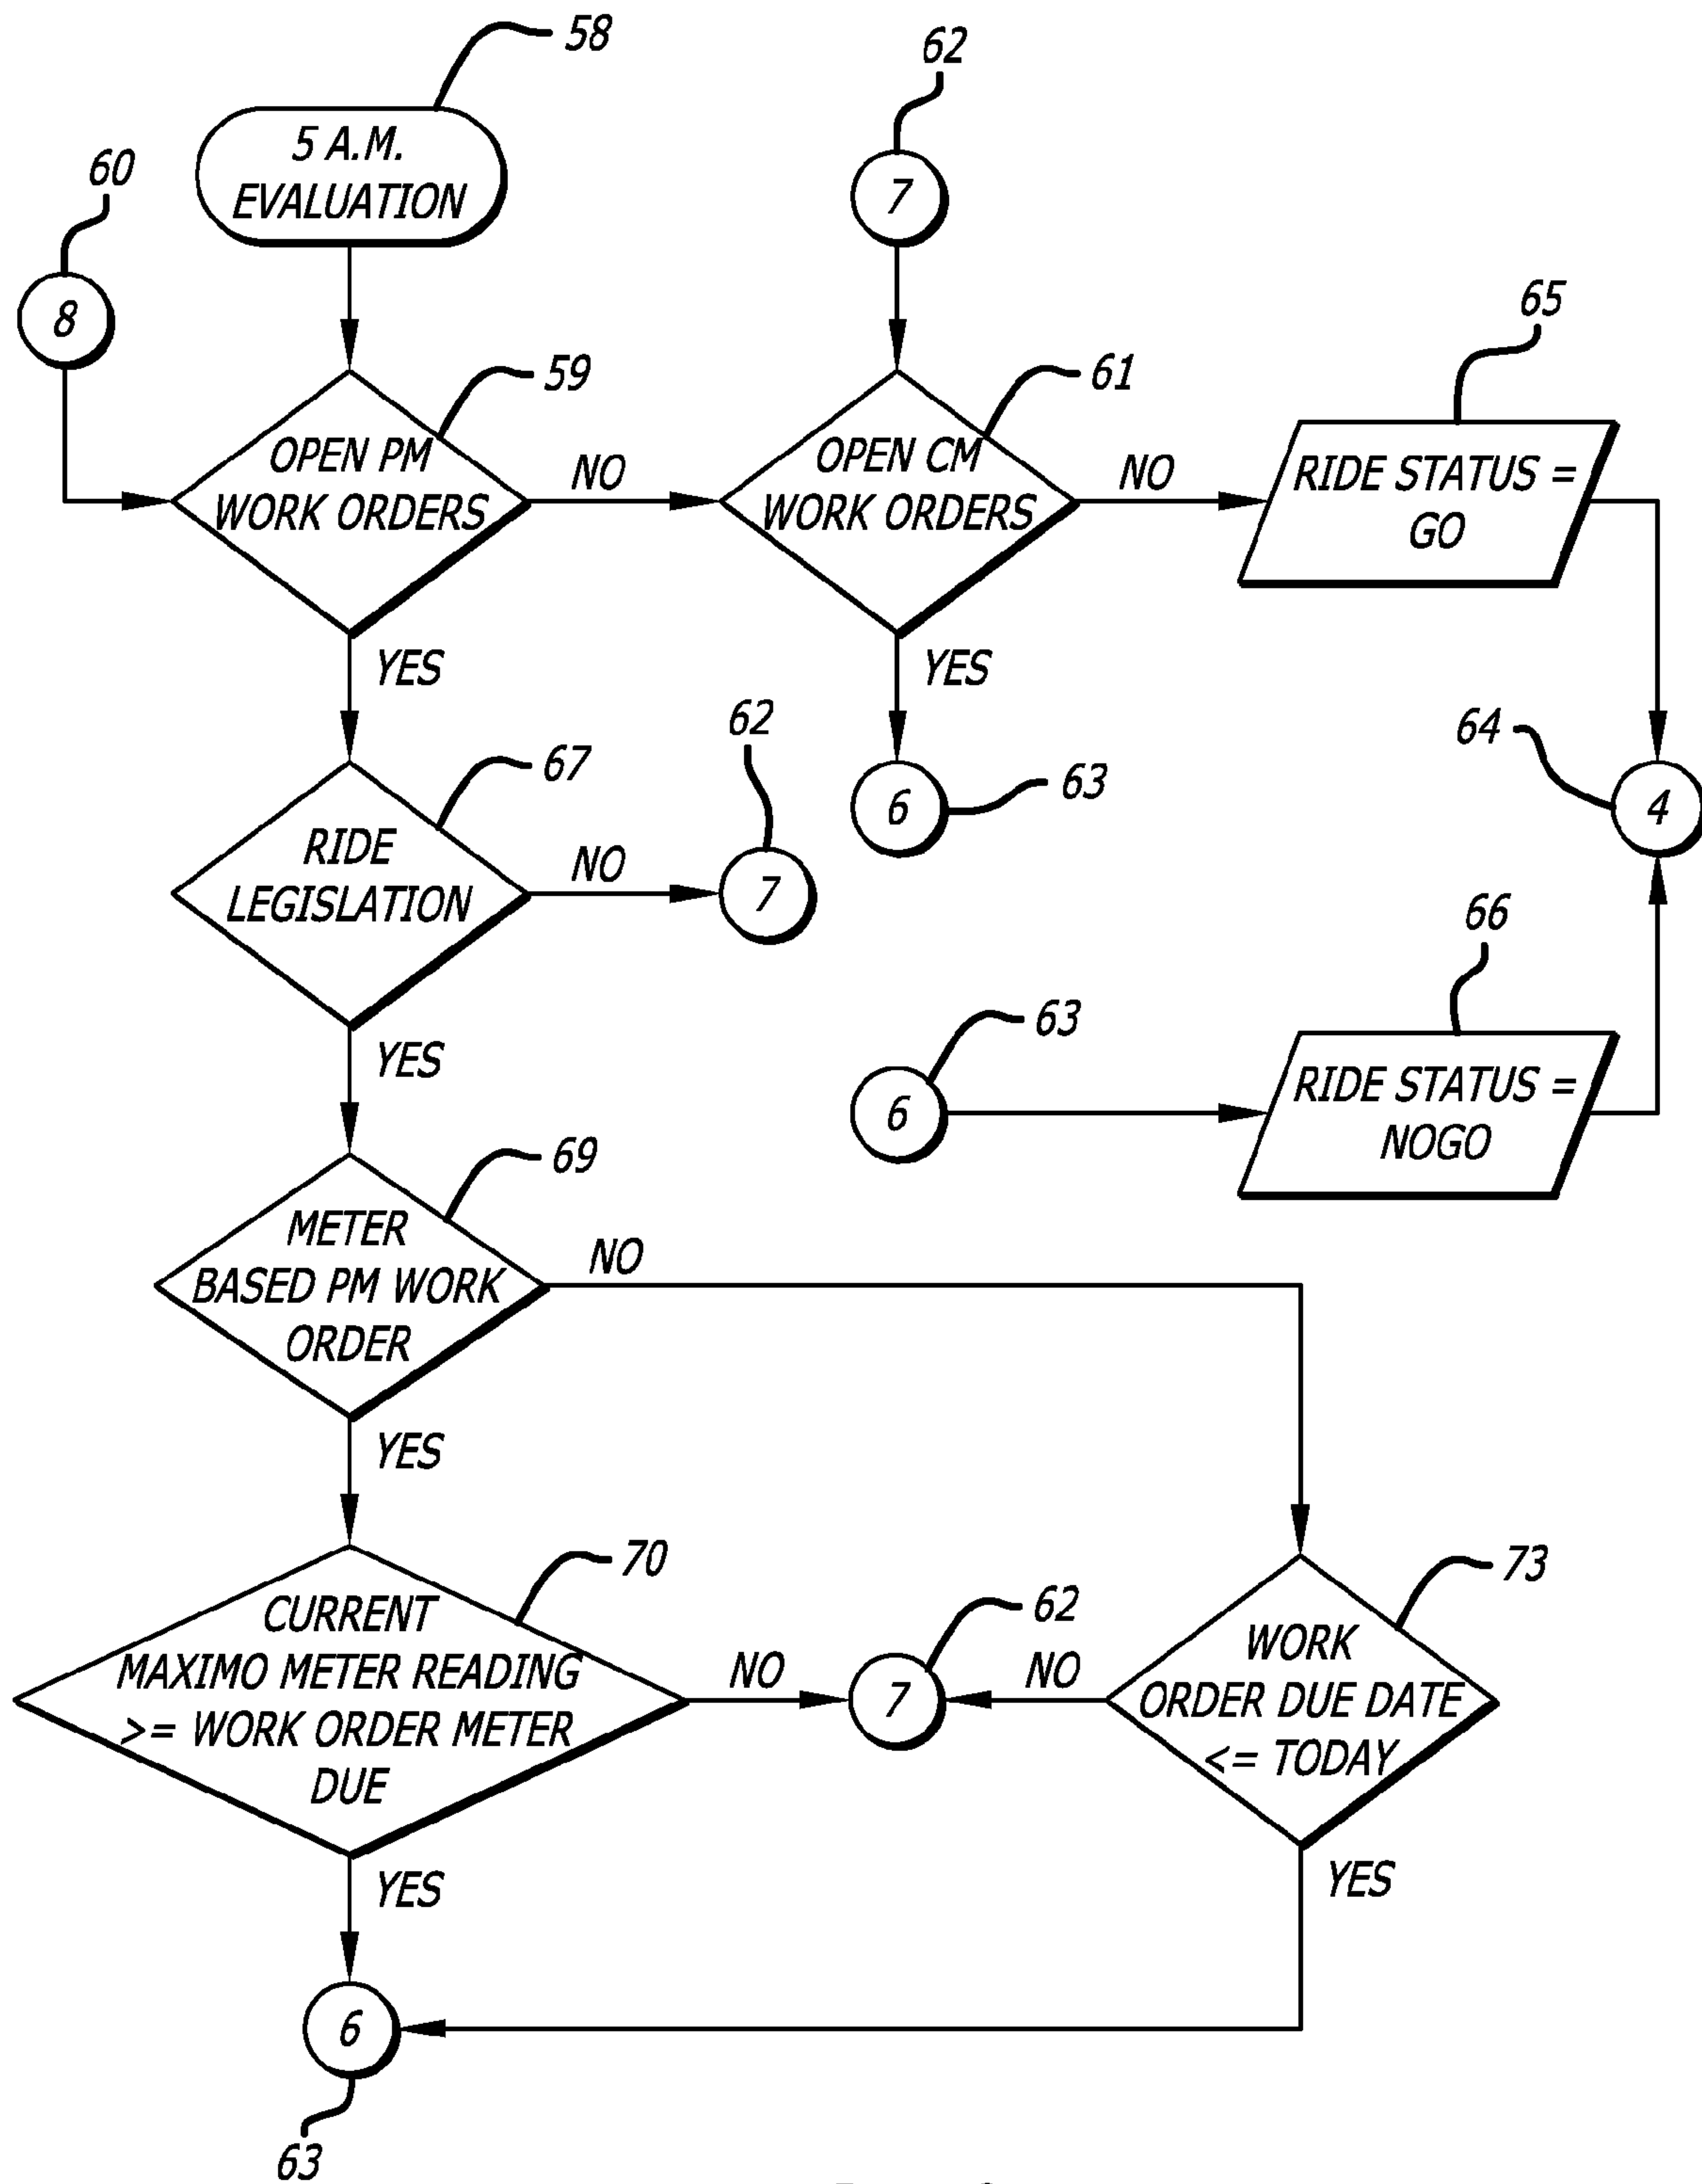 58
62
5 A.M.
EVALUATION
60
7
8
65
59
61
OPEN PM
WORK ORDERS
NO
OPEN CM
WORK ORDERS
NO
RIDE STATUS =
GO
YES
YES
62
64
67
6
63
4
RIDE
LEGISLATION
NO
7
66
63
YES
6
RIDE STATUS =
NOGO
69
METER
BASED PM WORK
ORDER
NO
YES
70
73
CURRENT
MAXIMO METER READING
>= WORK ORDER METER
DUE
NO
62
7
NO
WORK
ORDER DUE DATE
<= TODAY
YES
YES
6
63